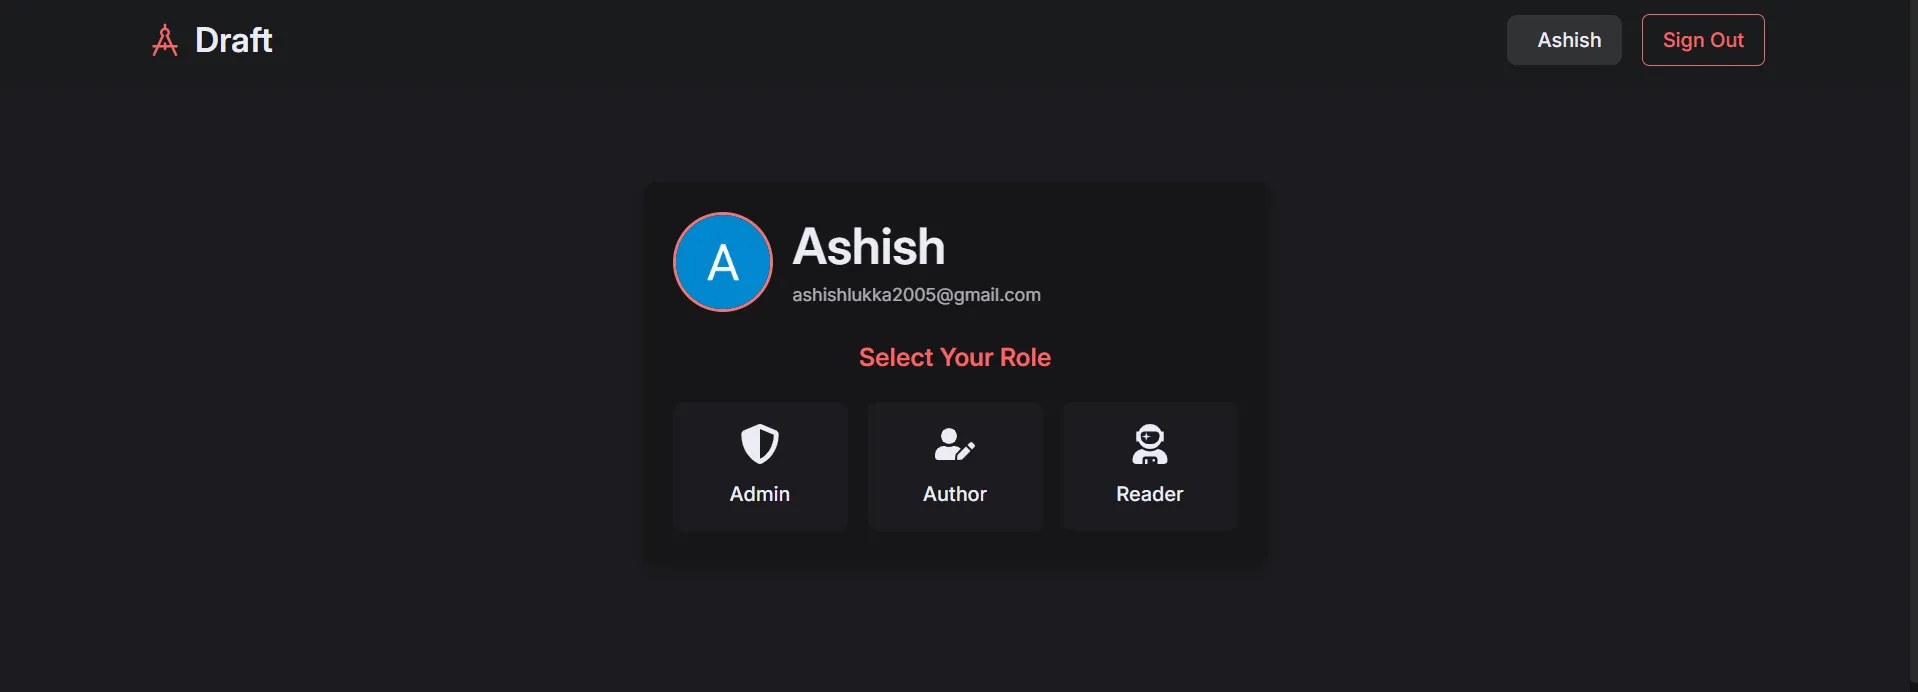 Draft
Ashish
Sign Out
A
Ashish
ashishlukka2005@gmail.com
Select Your Role
Admin
Author
Reader